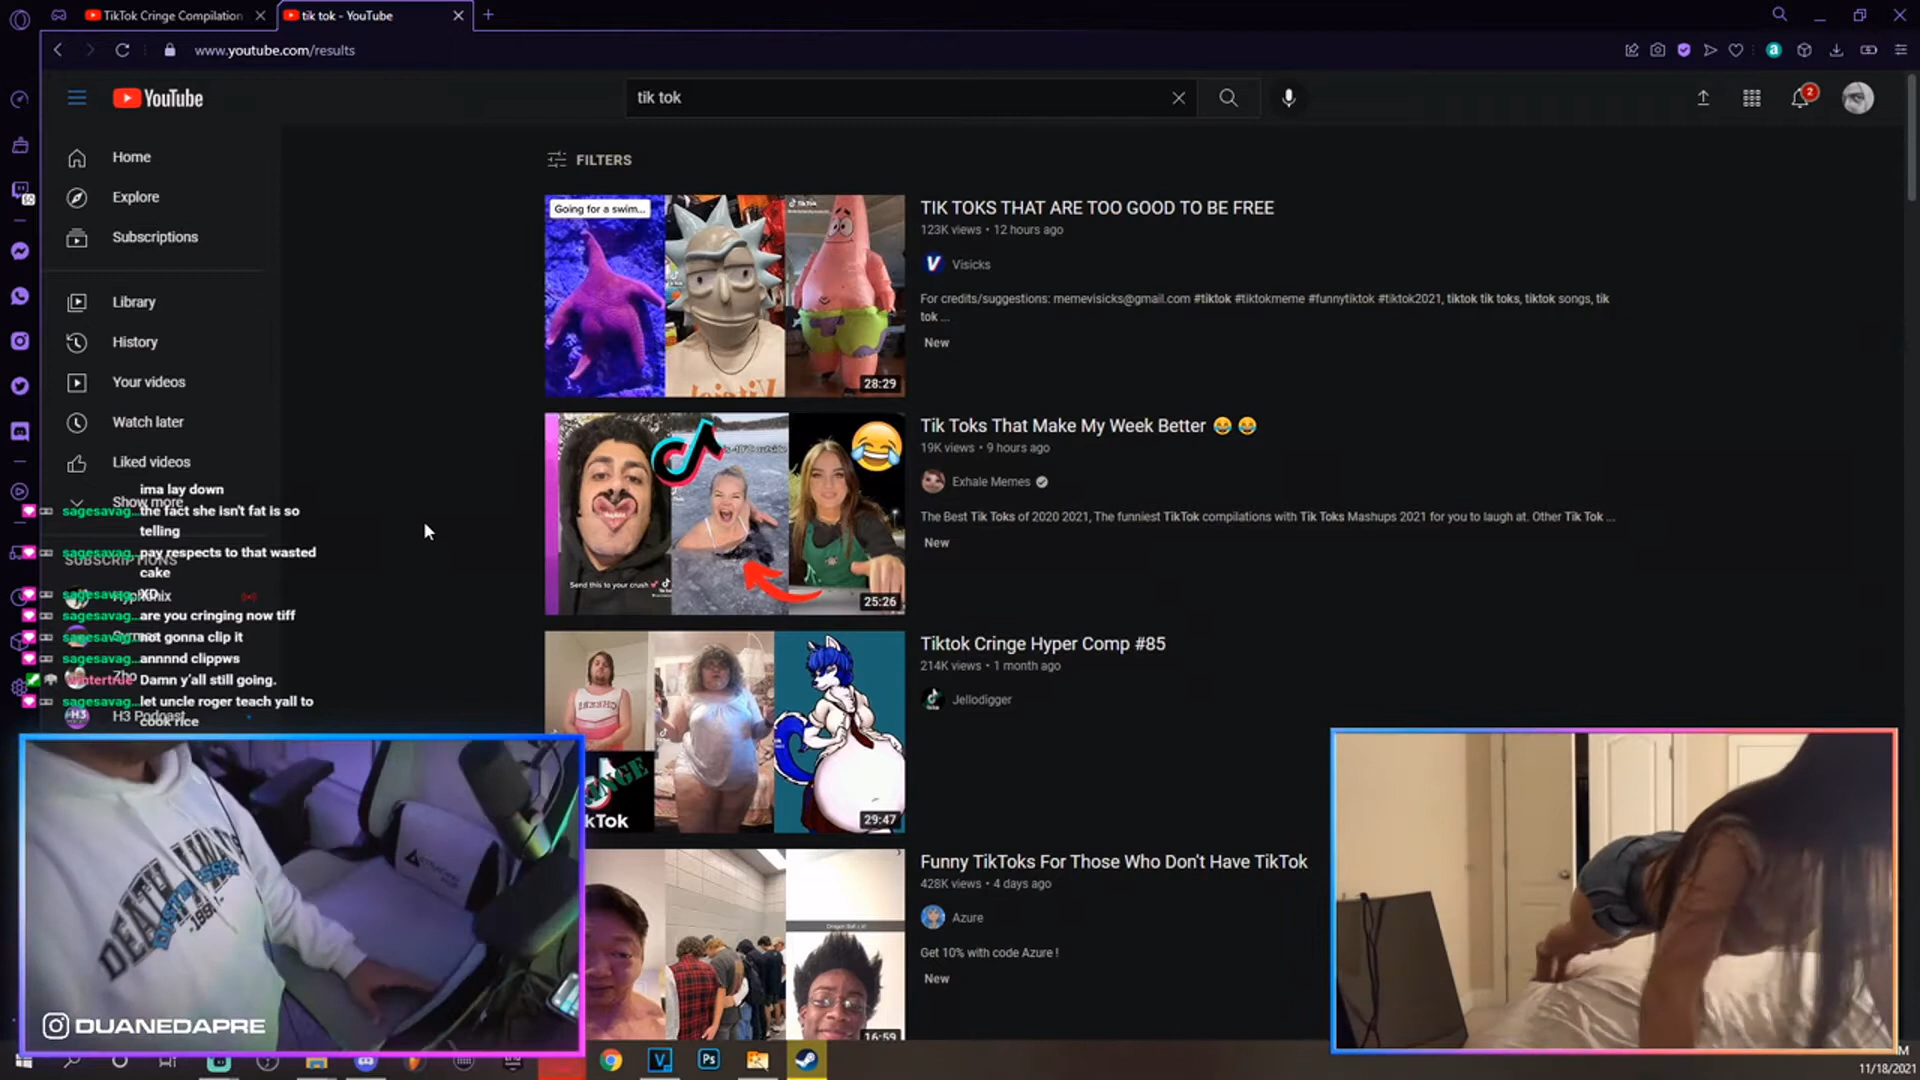 TikTok Cringe Compilation
tik tok - YouTube
www.youtube.com/results
YouTube
tik tok
2
Home
Explore
Subscriptions
Library
History
Your videos
Watch later
Liked videos
Show more
SUBSCRIPTIONS
H3 Podcast
ima lay down
sagesavag... the fact she isn't fat is so
telling
sagesavag... pay respects to that wasted
cake
sagesavag... XD
sagesavag... are you cringing now tiff
sagesavag... not gonna clip it
sagesavag... annnnd clippws
wintertrue Damn y'all still going.
sagesavag... let uncle roger teach yall to
cook rice
FILTERS
Going for a swim...
28:29
TIK TOKS THAT ARE TOO GOOD TO BE FREE
123K views • 12 hours ago
Visicks
For credits/suggestions: memevisicks@gmail.com #tiktok #tiktokmeme #funnytiktok #tiktok2021, tiktok tik toks, tiktok songs, tik
tok ...
New
Send this to your crush
25:26
Tik Toks That Make My Week Better 😂 😂
19K views • 9 hours ago
Exhale Memes
The Best Tik Toks of 2020 2021, The funniest TikTok compilations with Tik Toks Mashups 2021 for you to laugh at. Other Tik Tok ...
New
CHEERS
kTok
29:47
Tiktok Cringe Hyper Comp #85
214K views • 1 month ago
Jellodigger
16:59
Funny TikToks For Those Who Don't Have TikTok
428K views • 4 days ago
Azure
Get 10% with code Azure !
New
DUANEDAPRE
Ps
11/18/2021